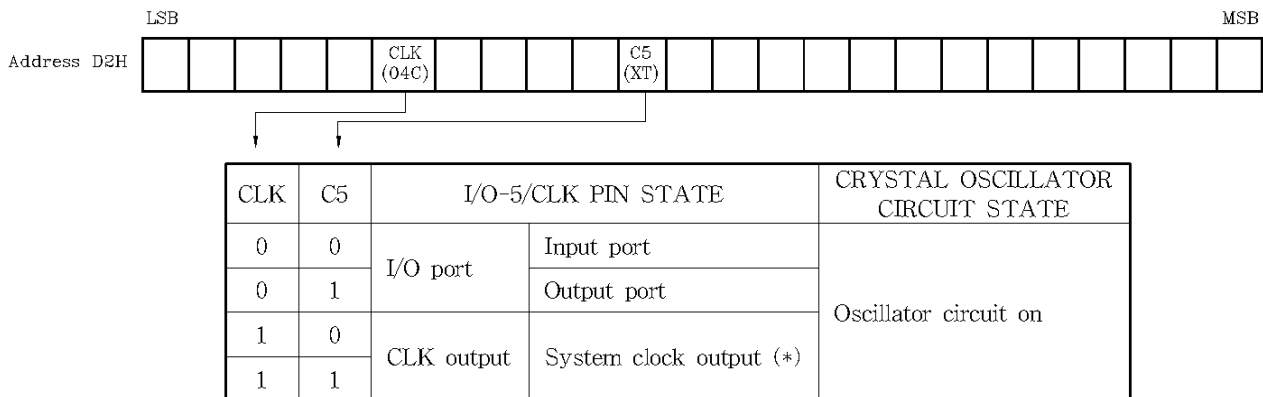 LSB MSB
Address D2H CLK C5
(04C) (XT)
CLK C5 I/O-5/CLK PIN STATE CRYSTAL OSCILLATOR
CIRCUIT STATE
0 0 I/O port Input port Oscillator circuit on
0 1 Output port
1 0 CLK output System clock output (*)
1 1